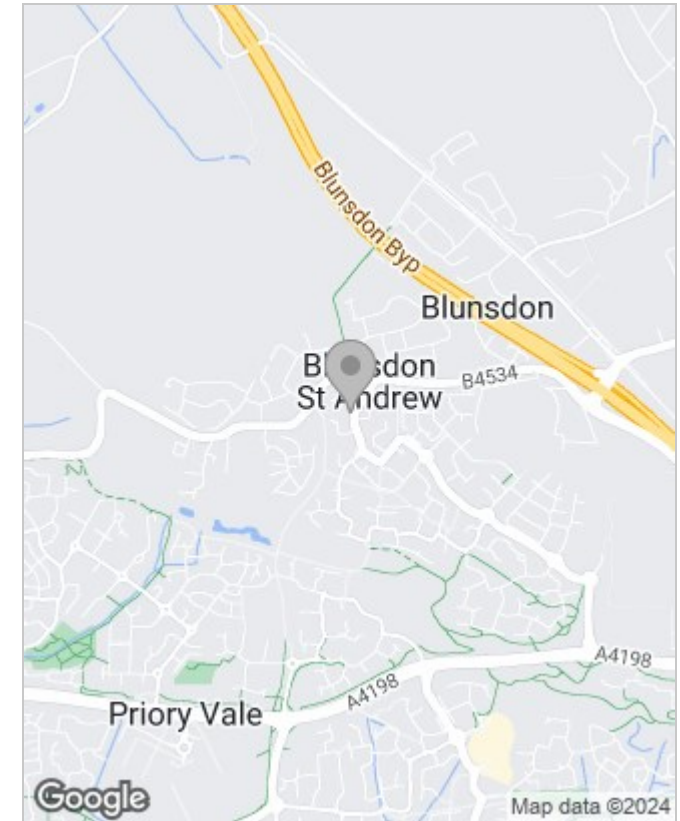 Blunsdon Byp
Blunsdon
St Andrew
B4534
A4198
A4198
Priory Vale
Google
Map data ©2024